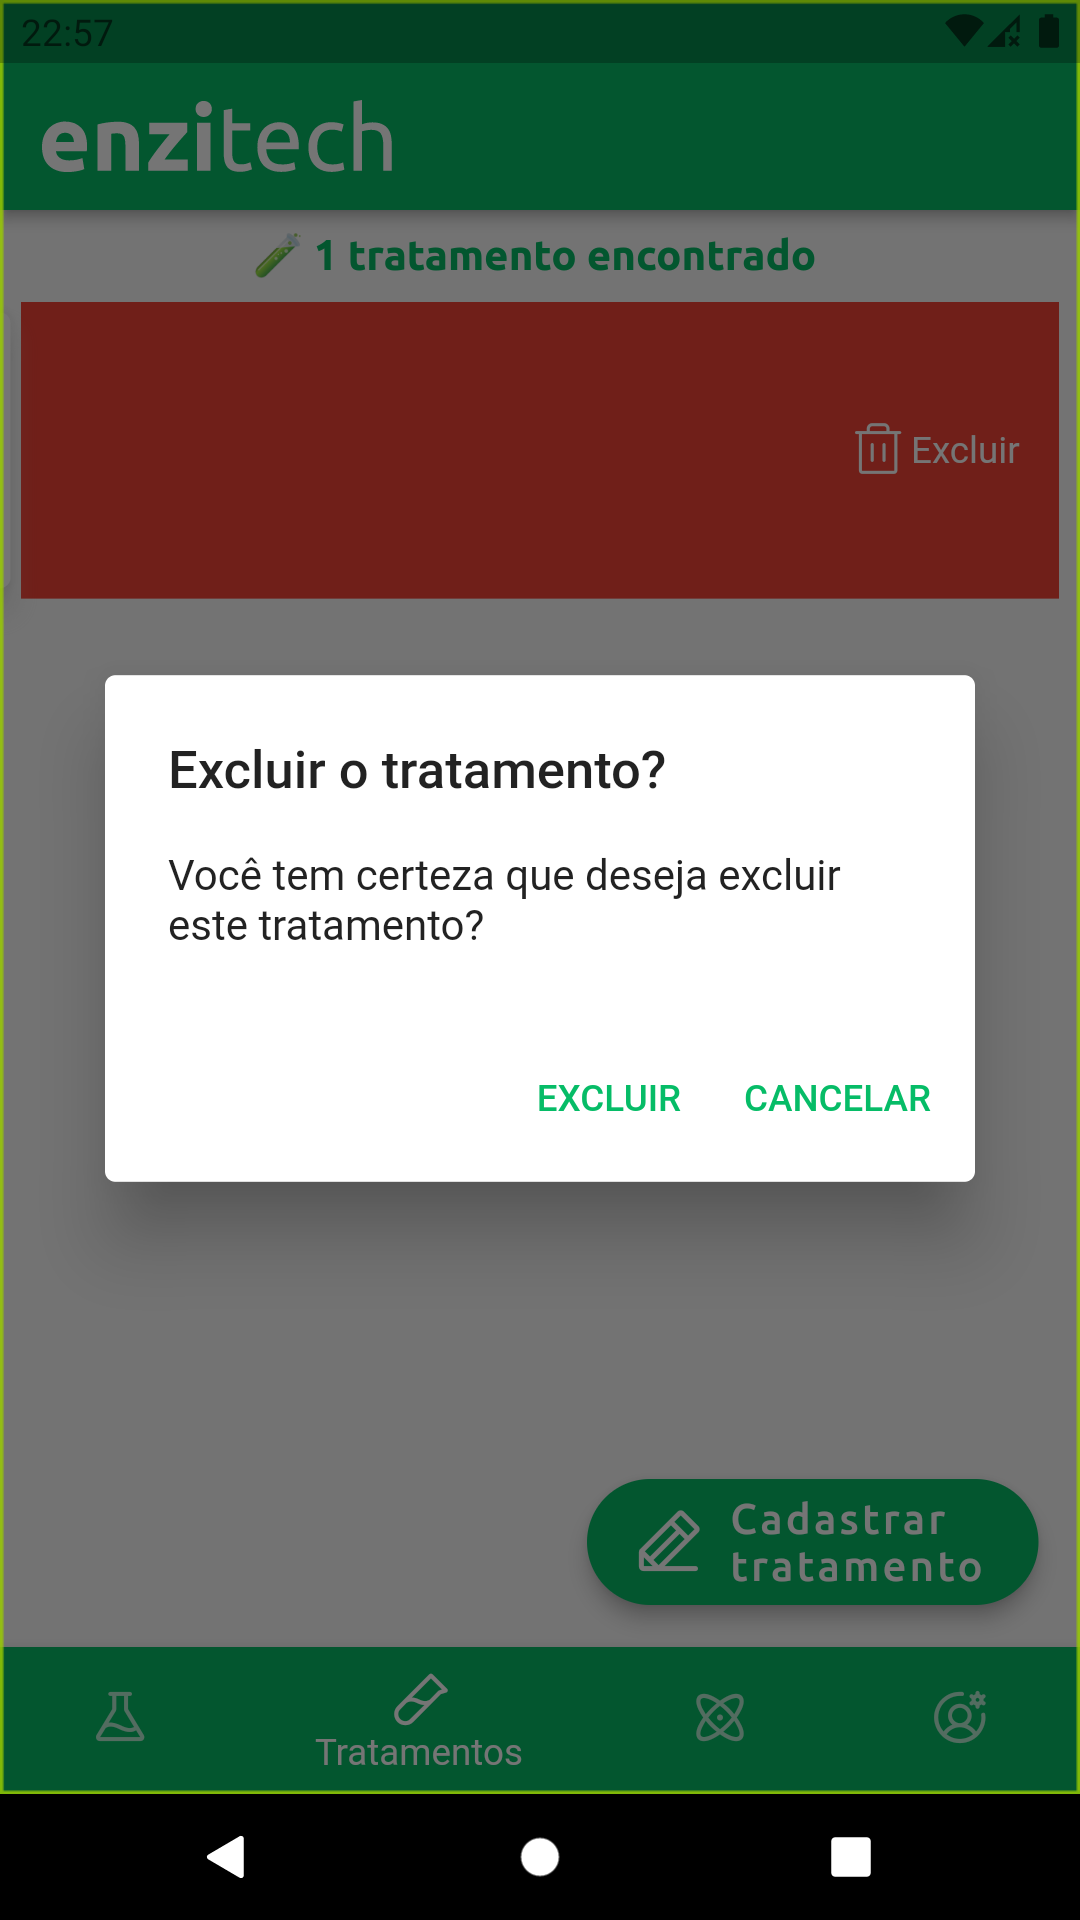 22:57
enzitech
1 tratamento encontrado
Excluir
Excluir o tratamento?
Você tem certeza que deseja excluir
este tratamento?
EXCLUIR CANCELAR
Cadastrar
tratamento
Tratamentos